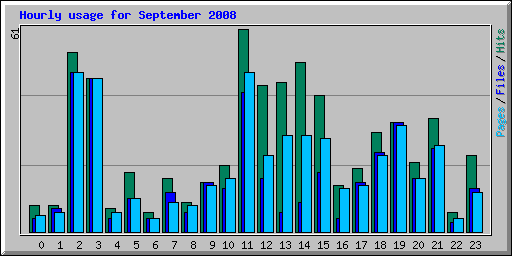 Hourly usage for September 2008
61
Pages / Files / Hits
0 1 2 3 4 5 6 7 8 9 10 11 12 13 14 15 16 17 18 19 20 21 22 23